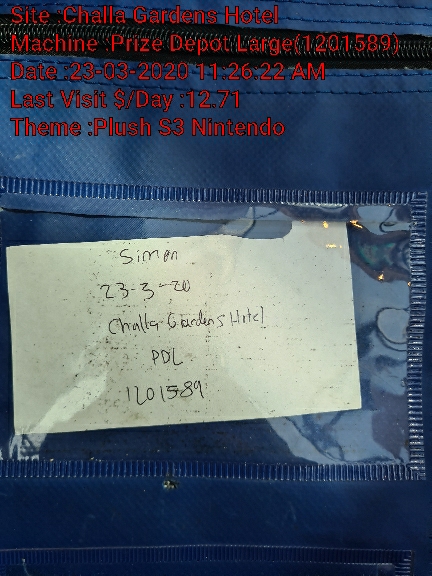 Site :Challa Gardens Hotel
Machine :Prize Depot Large(1201589)
Date :23-03-2020 11:26:22 AM
Last Visit $/Day :12.71
Theme :Plush S3 Nintendo
Simon
23-3-20
Challa Gardens Hotel
PDL
1201589